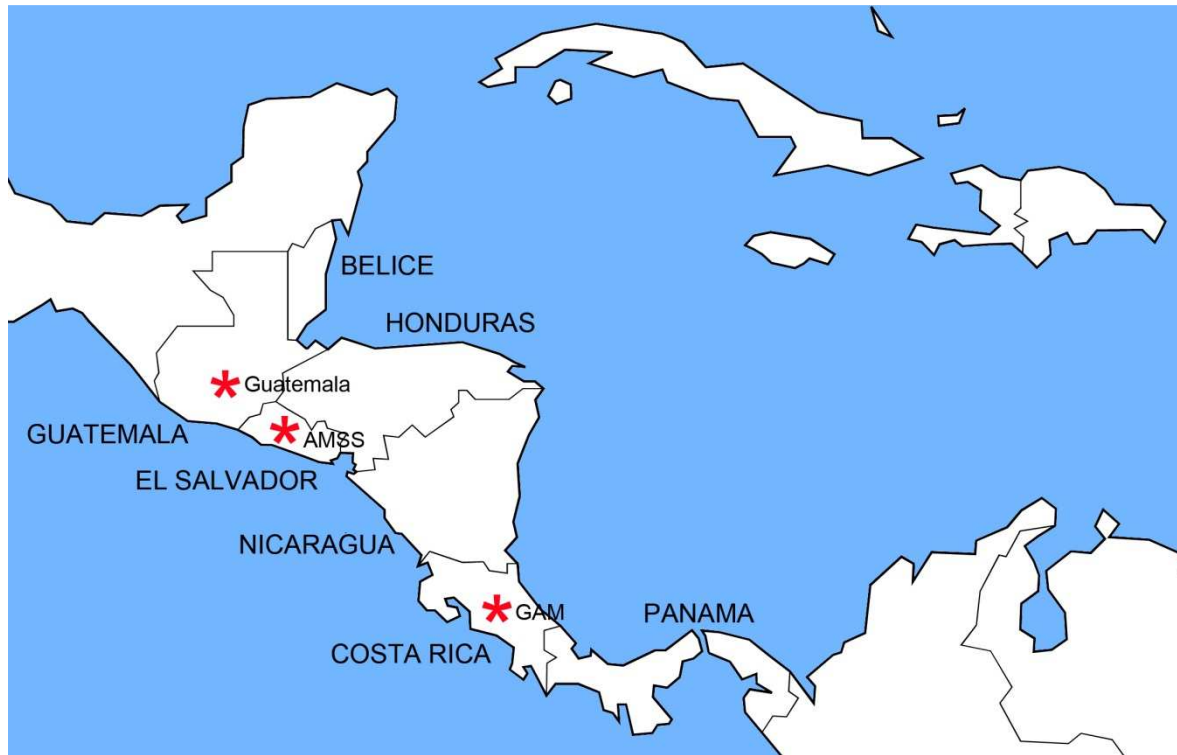 BELICE
HONDURAS
Guatemala
GUATEMALA
AMSS
EL SALVADOR
NICARAGUA
GAM
PANAMA
COSTA RICA